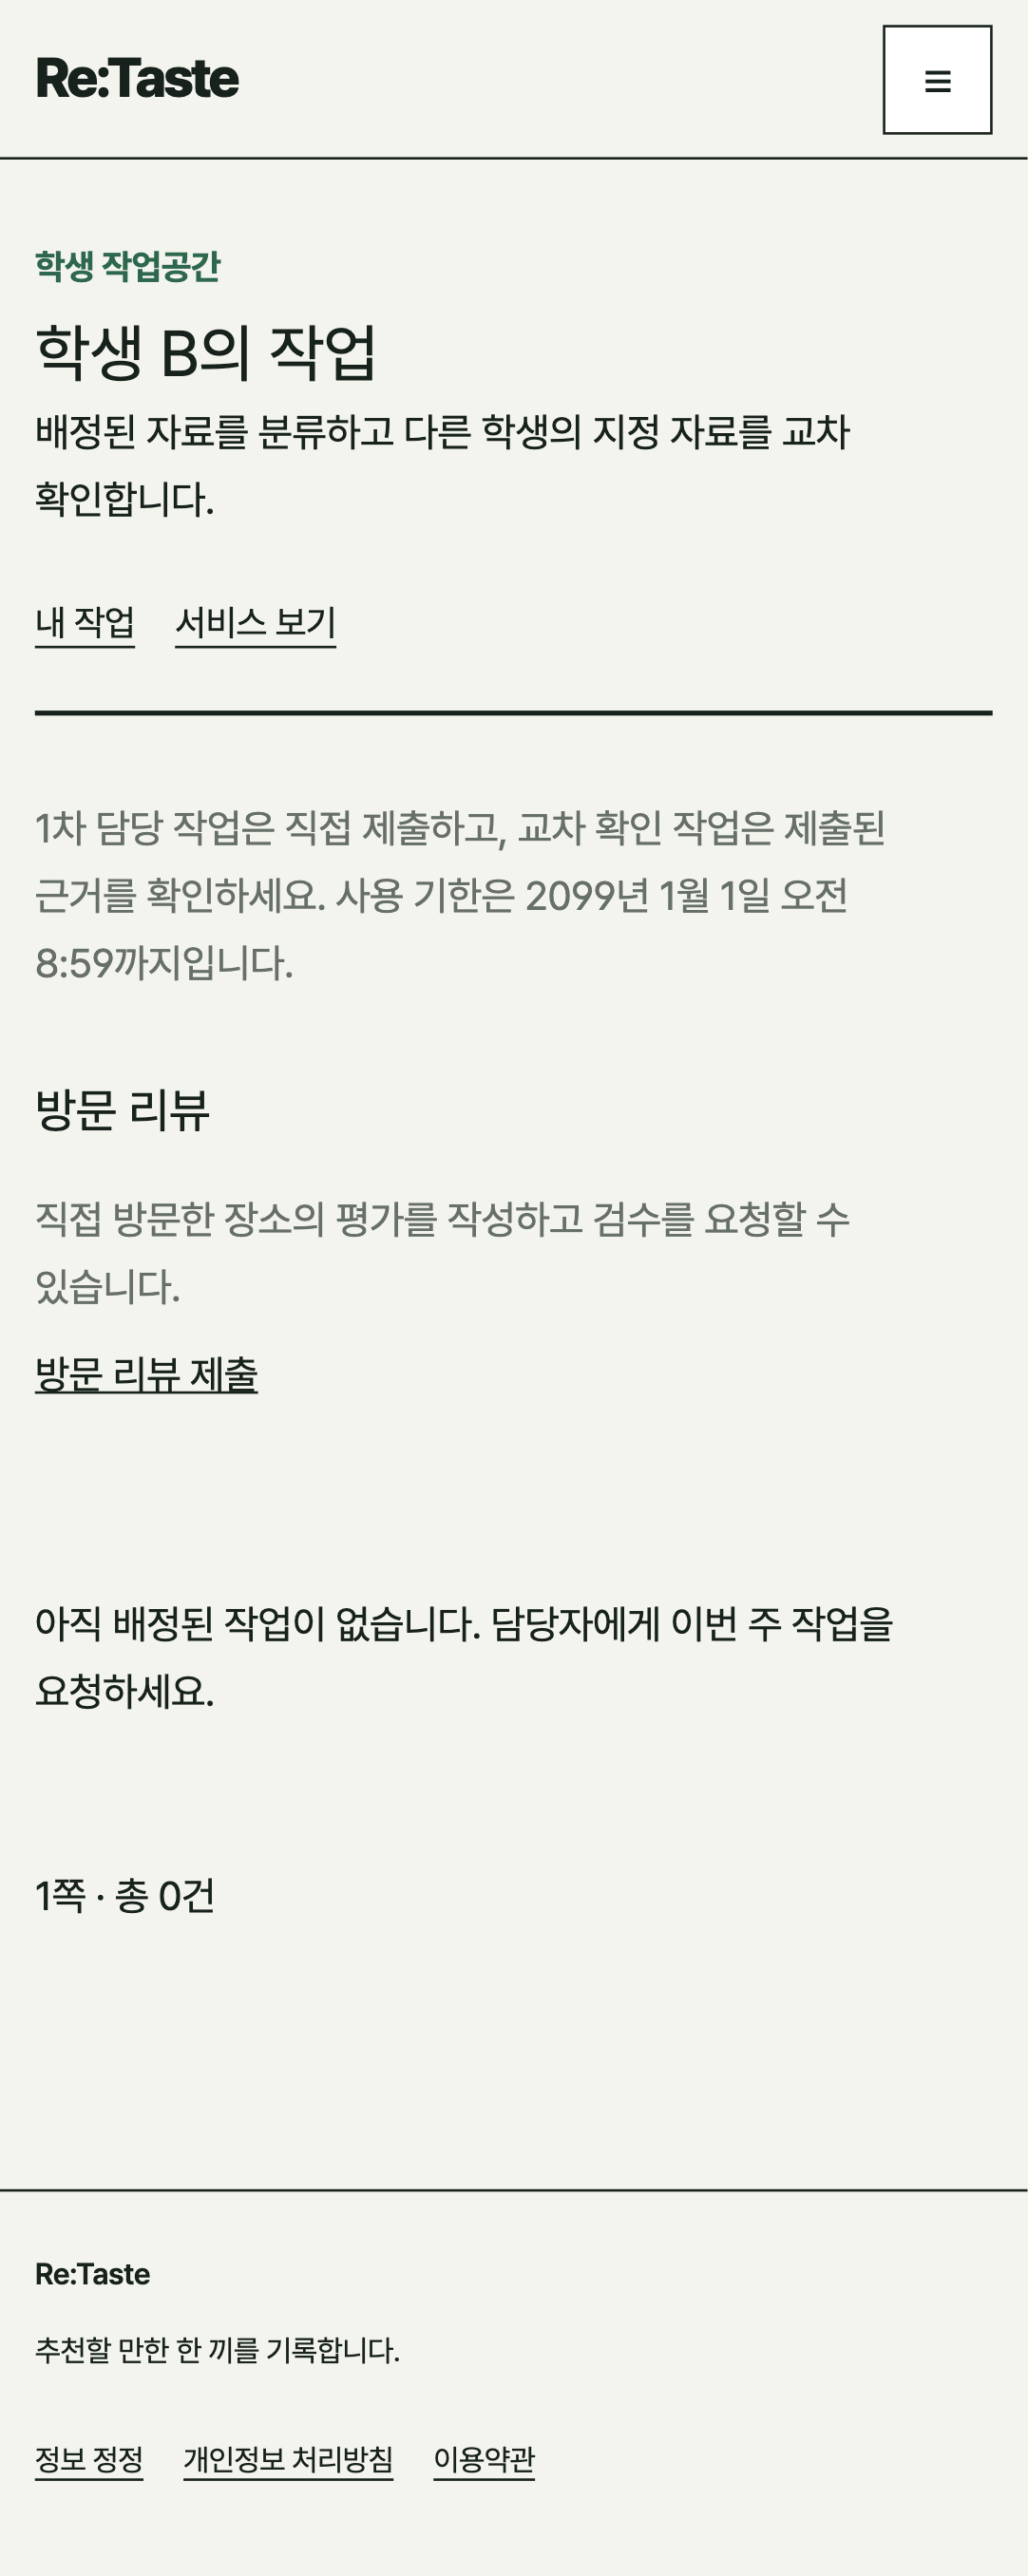 Re:Taste
학생 작업공간
학생 B의 작업
배정된 자료를 분류하고 다른 학생의 지정 자료를 교차
확인합니다.
내 작업 서비스 보기
1차 담당 작업은 직접 제출하고, 교차 확인 작업은 제출된
근거를 확인하세요. 사용 기한은 2099년 1월 1일 오전
8:59까지입니다.
방문 리뷰
직접 방문한 장소의 평가를 작성하고 검수를 요청할 수
있습니다.
방문 리뷰 제출
아직 배정된 작업이 없습니다. 담당자에게 이번 주 작업을
요청하세요.
1쪽 · 총 0건
Re:Taste
추천할 만한 한 끼를 기록합니다.
정보 정정 개인정보 처리방침 이용약관